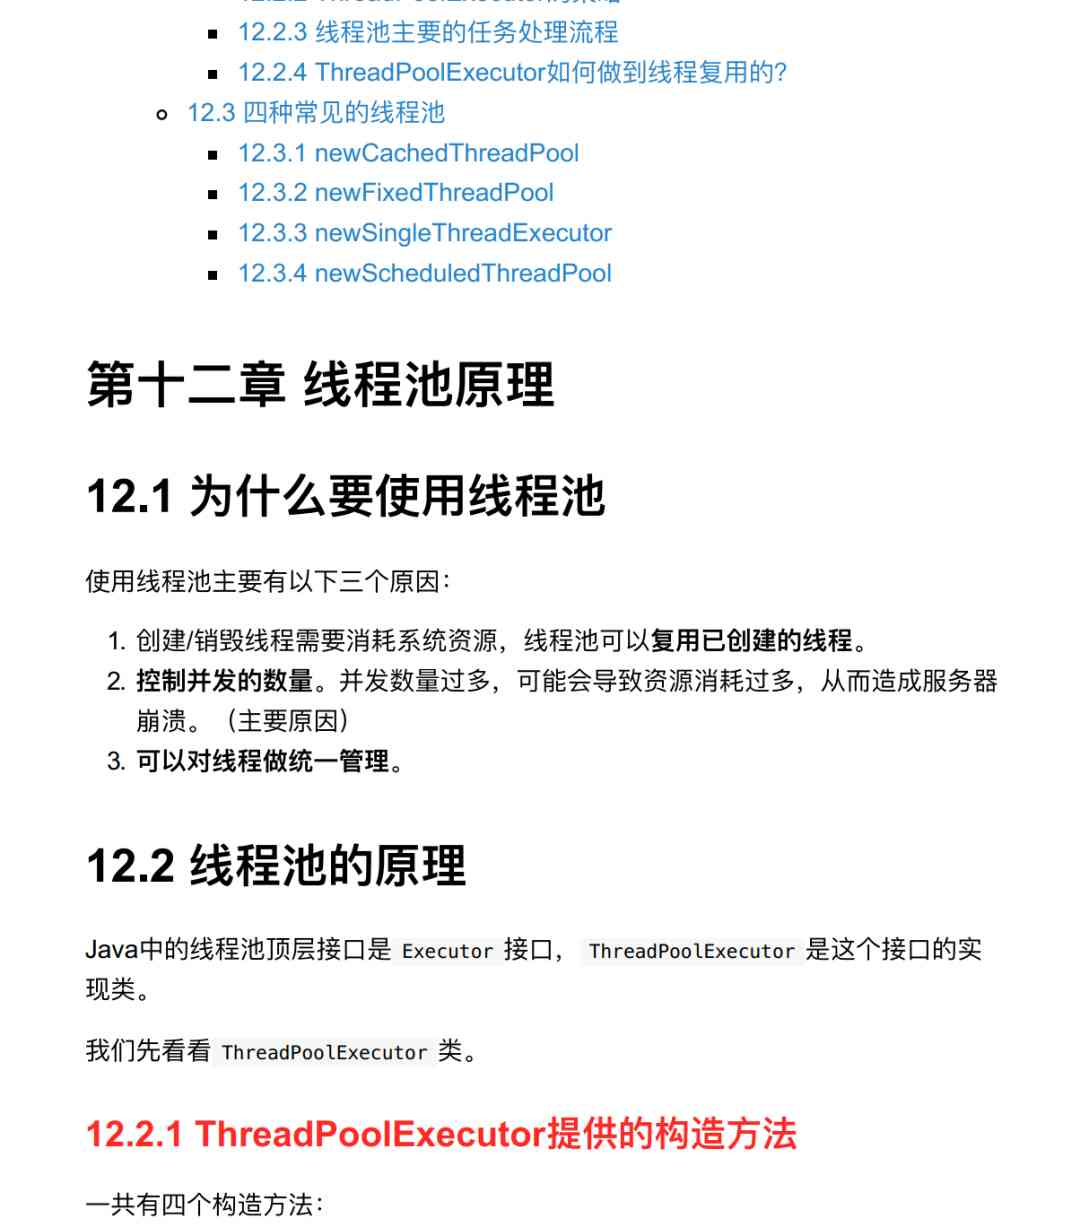 12.2.3 线程池主要的任务处理流程
12.2.4 ThreadPoolExecutor如何做到线程复用的?
12.3 四种常见的线程池
12.3.1 newCachedThreadPool
12.3.2 newFixedThreadPool
12.3.3 newSingleThreadExecutor
12.3.4 newScheduledThreadPool
第十二章 线程池原理
12.1 为什么要使用线程池
使用线程池主要有以下三个原因：
1. 创建/销毁线程需要消耗系统资源，线程池可以复用已创建的线程。
2. 控制并发的数量。并发数量过多，可能会导致资源消耗过多，从而造成服务器
崩溃。（主要原因）
3. 可以对线程做统一管理。
12.2 线程池的原理
Java中的线程池顶层接口是 Executor 接口， ThreadPoolExecutor 是这个接口的实
现类。
我们先看看 ThreadPoolExecutor 类。
12.2.1 ThreadPoolExecutor提供的构造方法
一共有四个构造方法：